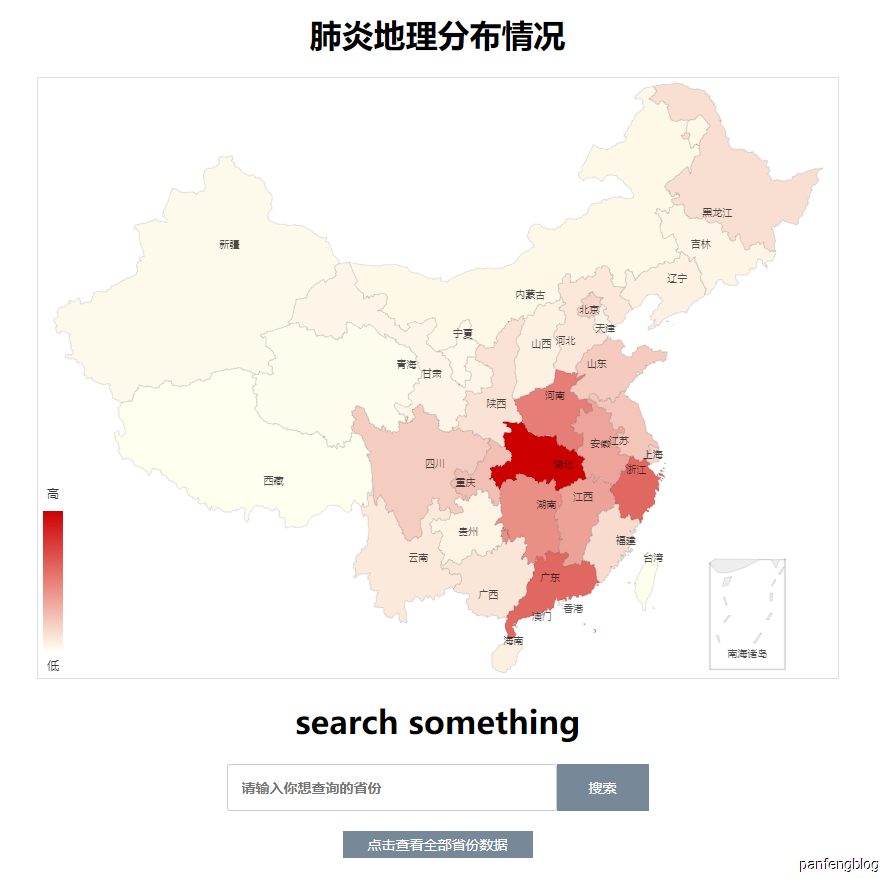 肺炎地理分布情况
黑龙江
吉林
新疆
辽宁
内蒙古
北京
天津
宁夏
山西
河北
青海
甘肃
山东
陕西
河南
安徽
江苏
上海
四川
湖北
浙江
西藏
重庆
高
湖南
江西
贵州
福建
云南
台湾
广东
广西
香港
澳门
海南
南海诸岛
低
search something
请输入你想查询的省份
搜索
点击查看全部省份数据
panfengblog